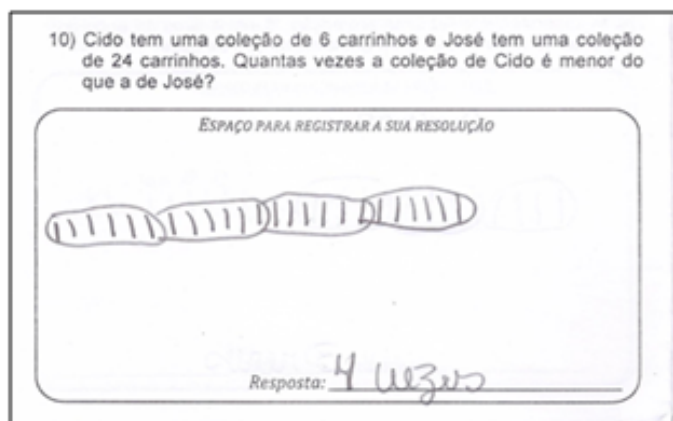 10) Cido tem uma coleção de 6 carrinhos e José tem uma coleção
de 24 carrinhos. Quantas vezes a coleção de Cido é menor do
que a de José?
ESPAÇO PARA REGISTRAR A SUA RESOLUÇÃO
Resposta: 4 vezes